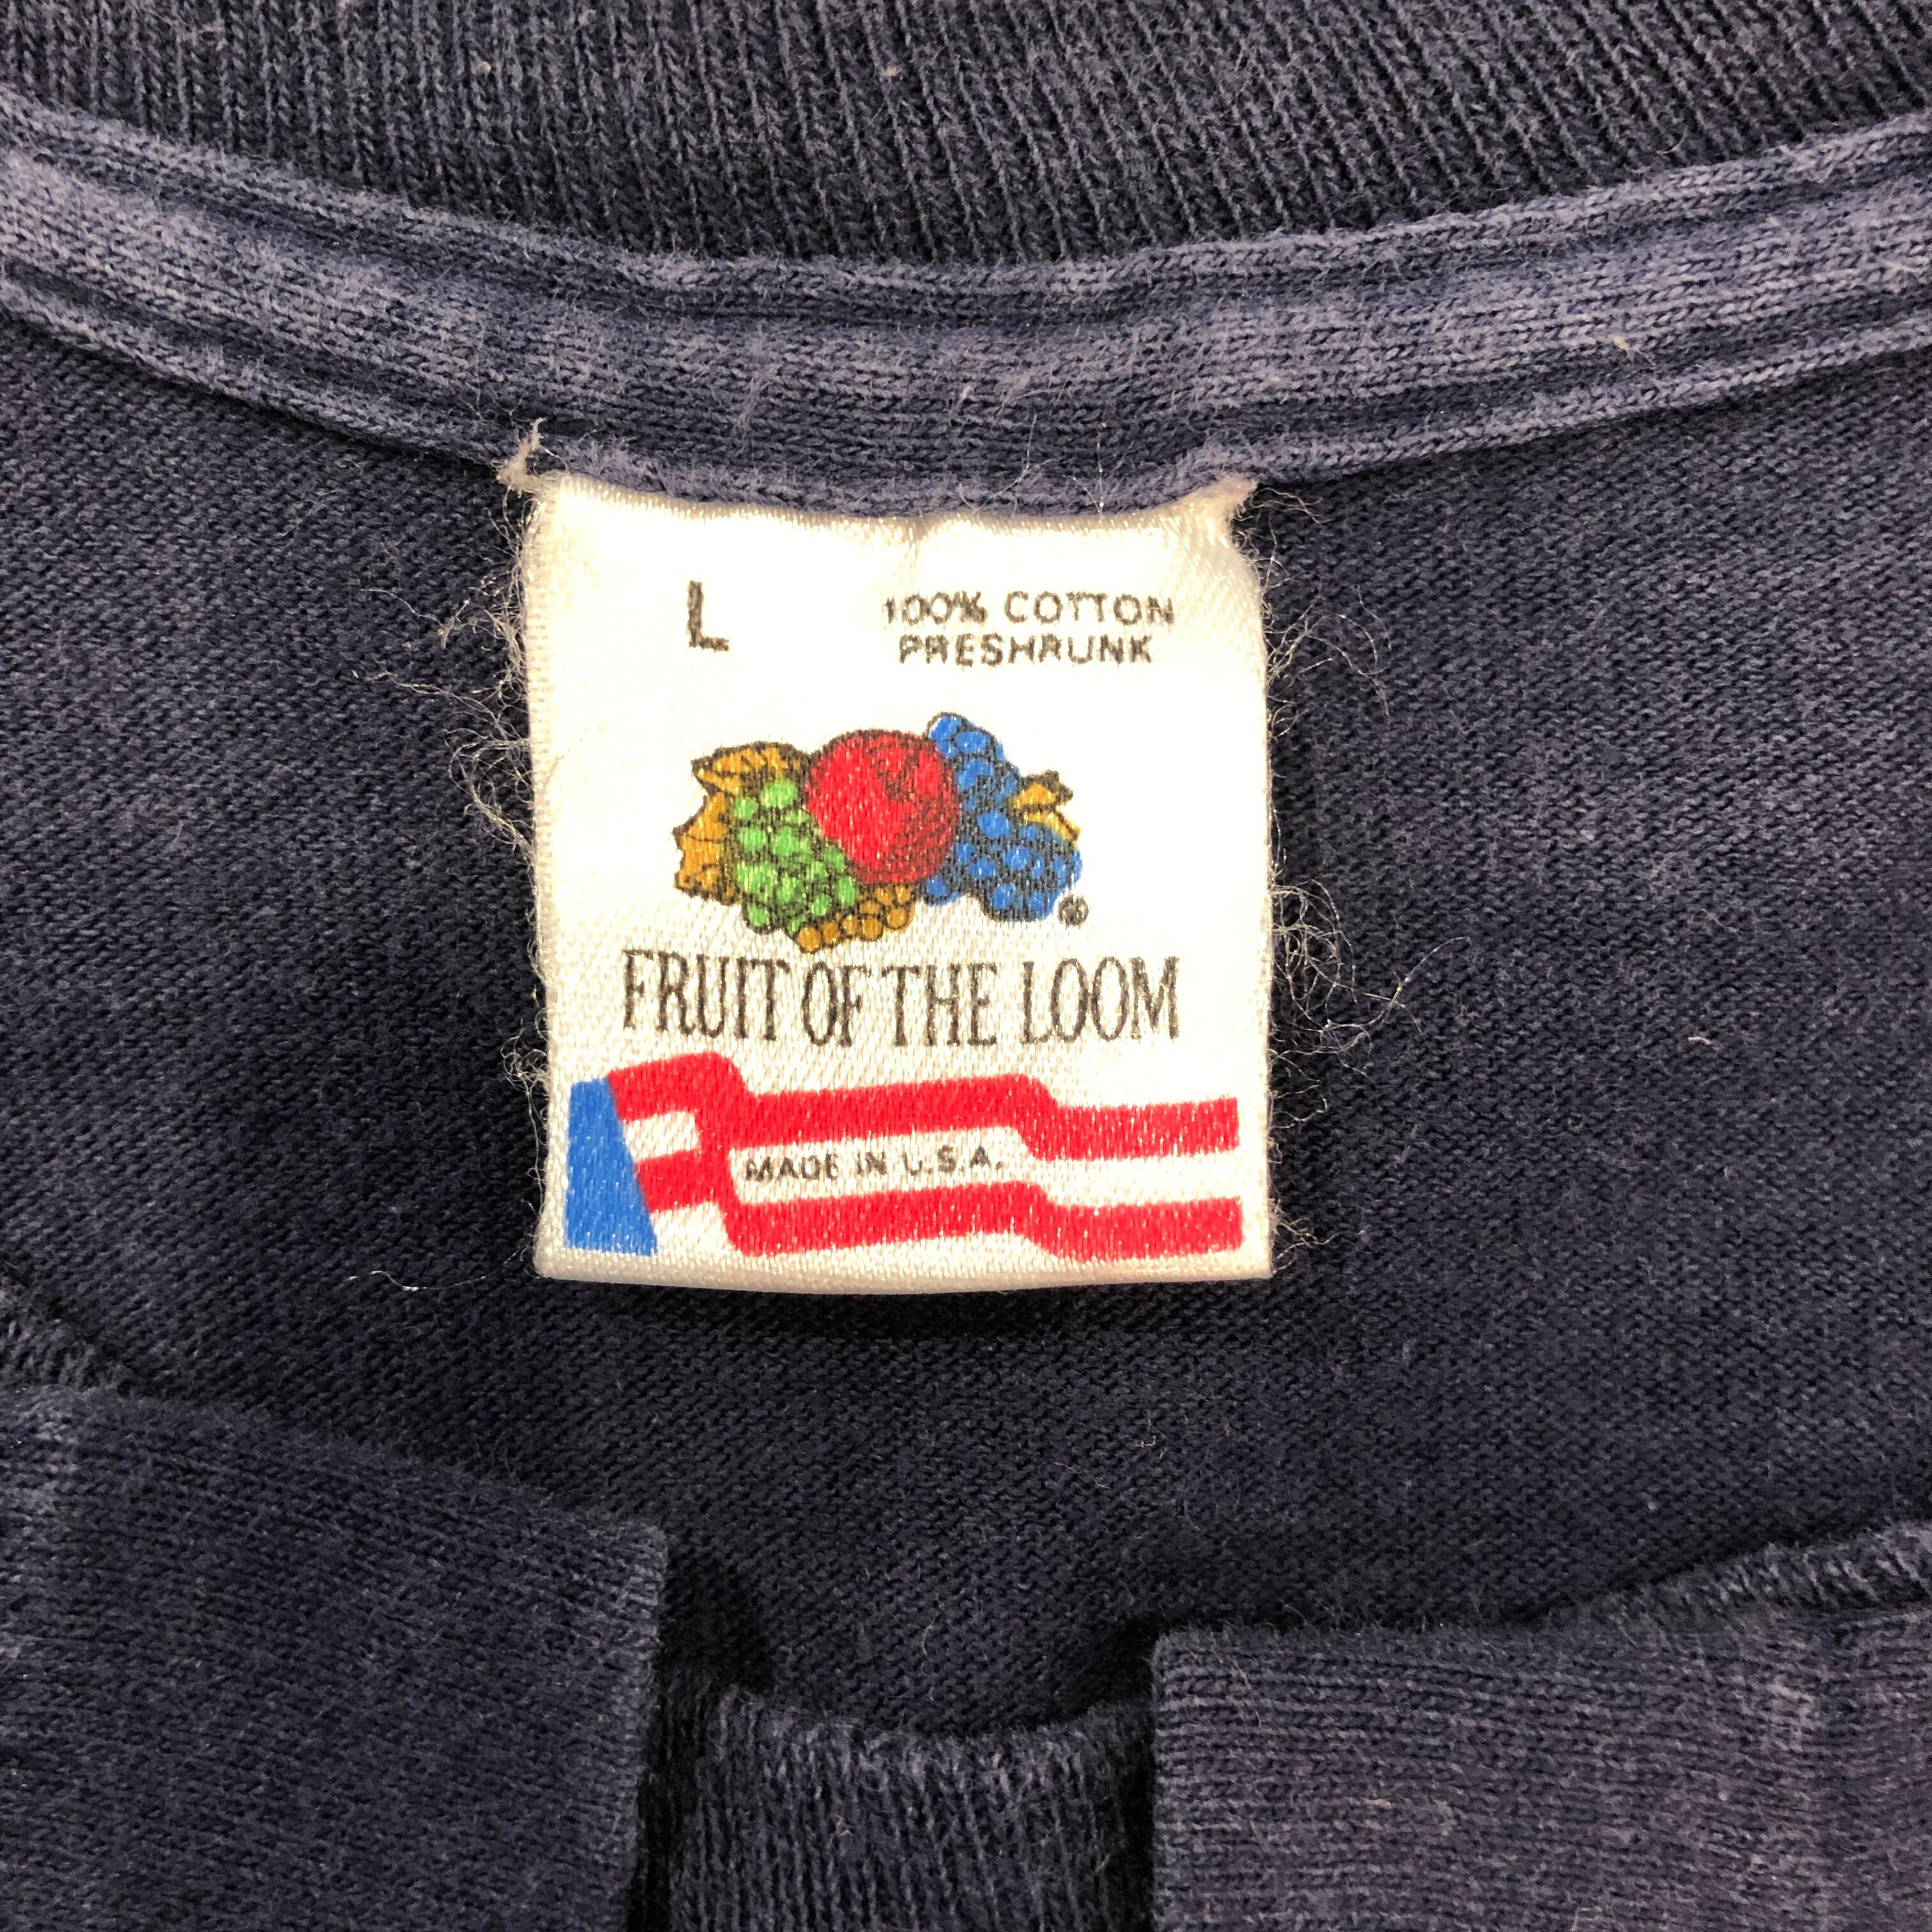 L
100% COTTON
PRESHRUNK
®
FRUIT OF THE LOOM
MADE IN U.S.A.